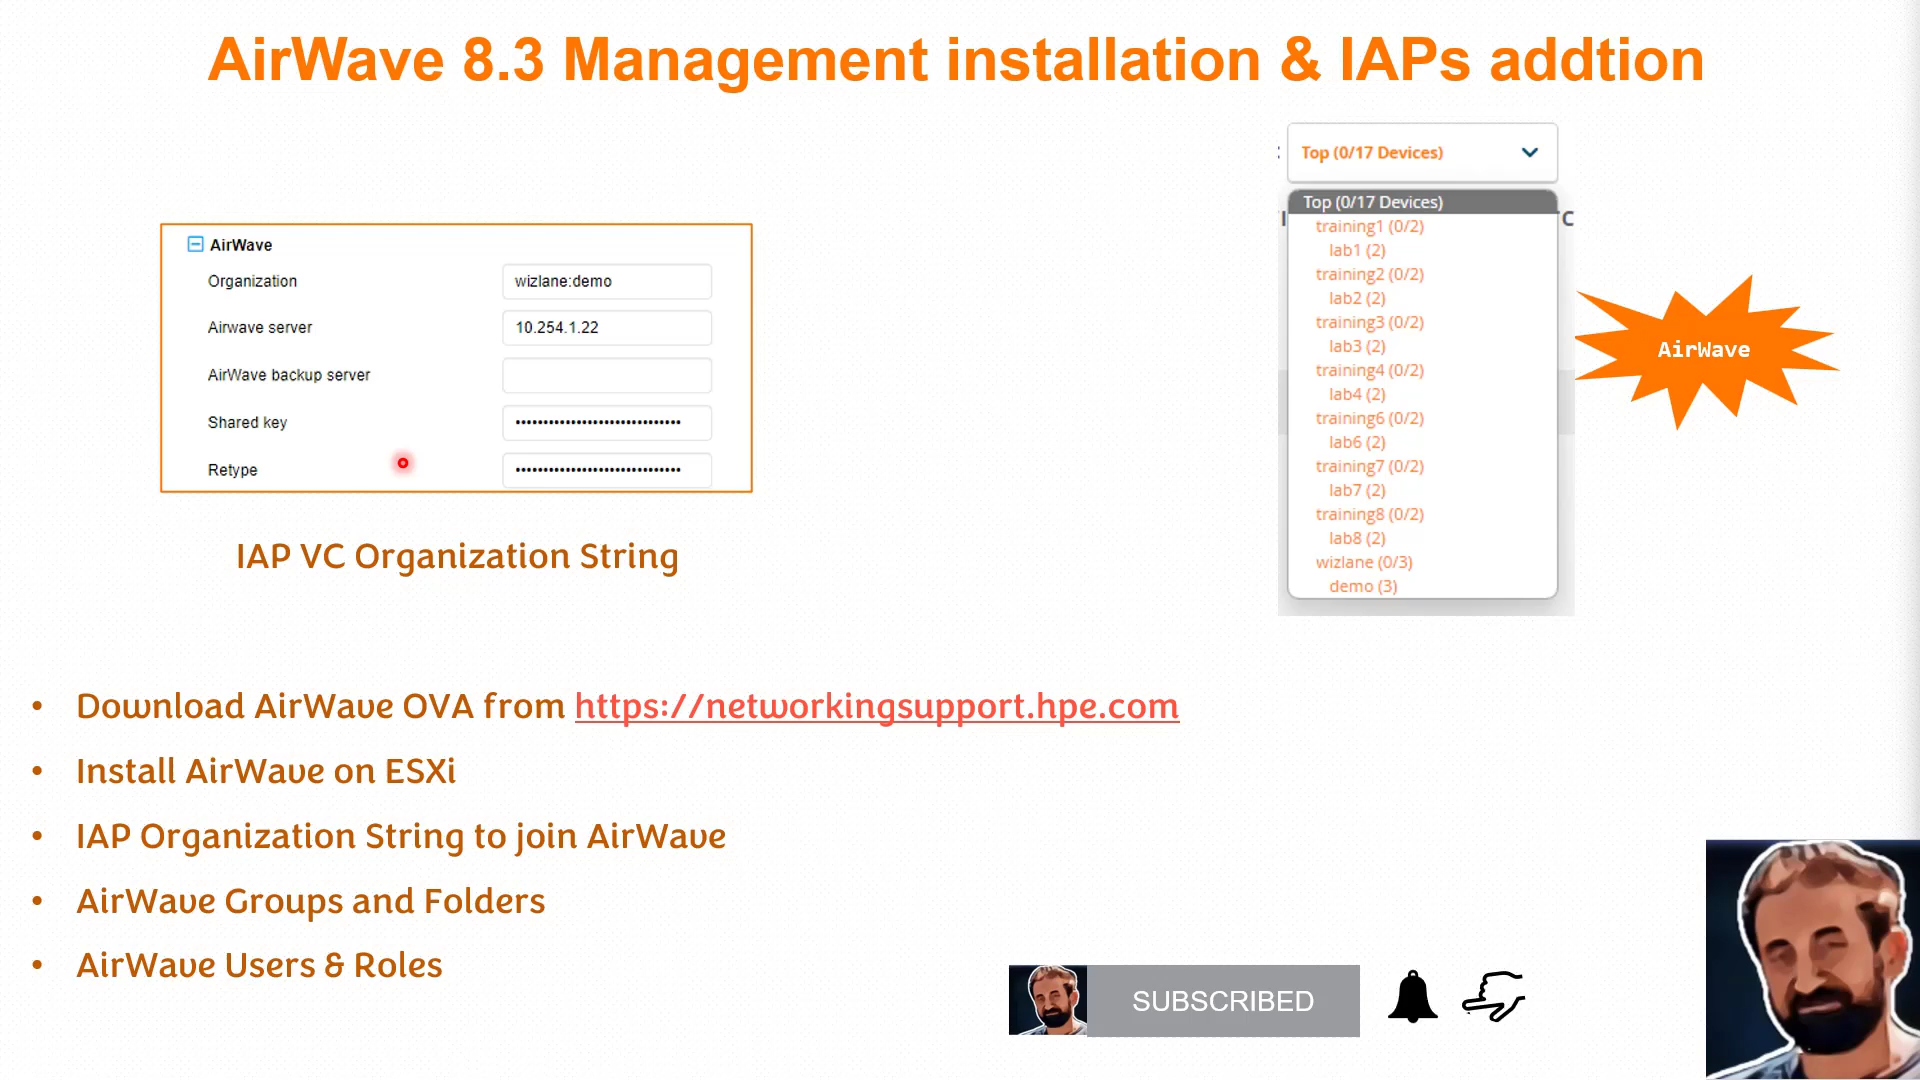 AirWave 8.3 Management installation & IAPs addtion
AirWave
Organization wizlane:demo
Airwave server 10.254.1.22
AirWave backup server
Shared key ••••••••••••••••••••••••••••••
Retype ••••••••••••••••••••••••••••••
IAP VC Organization String
Top (0/17 Devices)
Top (0/17 Devices)
training1 (0/2)
lab1 (2)
training2 (0/2)
lab2 (2)
training3 (0/2)
lab3 (2)
training4 (0/2)
lab4 (2)
training6 (0/2)
lab6 (2)
training7 (0/2)
lab7 (2)
training8 (0/2)
lab8 (2)
wizlane (0/3)
demo (3)
AirWave
• Download AirWave OVA from https://networkingsupport.hpe.com
• Install AirWave on ESXi
• IAP Organization String to join AirWave
• AirWave Groups and Folders
• AirWave Users & Roles
SUBSCRIBED